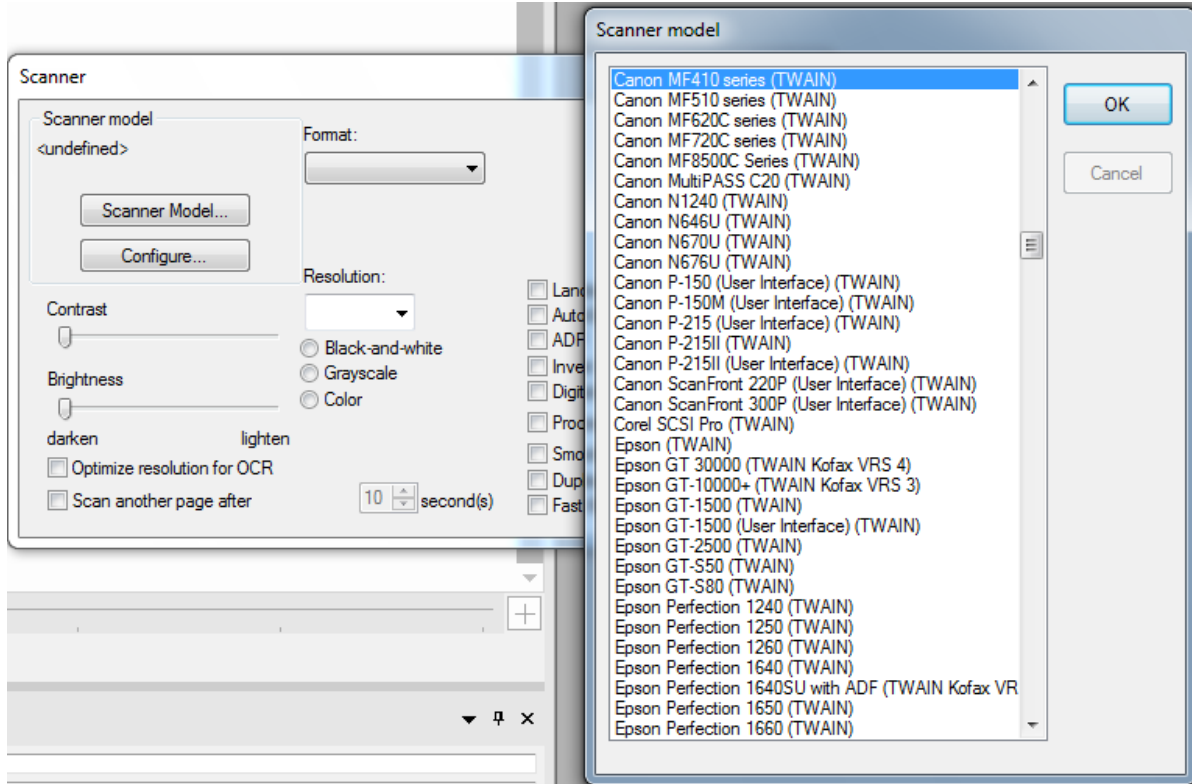 Scanner
Scanner model
<undefined>
Scanner Model...
Configure...
Format:
Resolution:
Contrast
Brightness
darken lighten
Black-and-white
Grayscale
Color
Optimize resolution for OCR
Scan another page after 10 second(s)
ADF
Fast
Scanner model
Canon MF410 series (TWAIN)
Canon MF510 series (TWAIN)
Canon MF620C series (TWAIN)
Canon MF720C series (TWAIN)
Canon MF8500C Series (TWAIN)
Canon MultiPASS C20 (TWAIN)
Canon N1240 (TWAIN)
Canon N646U (TWAIN)
Canon N670U (TWAIN)
Canon N676U (TWAIN)
Canon P-150 (User Interface) (TWAIN)
Canon P-150M (User Interface) (TWAIN)
Canon P-215 (User Interface) (TWAIN)
Canon P-215II (TWAIN)
Canon P-215II (User Interface) (TWAIN)
Canon ScanFront 220P (User Interface) (TWAIN)
Canon ScanFront 300P (User Interface) (TWAIN)
Corel SCSI Pro (TWAIN)
Epson (TWAIN)
Epson GT 30000 (TWAIN Kofax VRS 4)
Epson GT-10000+ (TWAIN Kofax VRS 3)
Epson GT-1500 (TWAIN)
Epson GT-1500 (User Interface) (TWAIN)
Epson GT-2500 (TWAIN)
Epson GT-S50 (TWAIN)
Epson GT-S80 (TWAIN)
Epson Perfection 1240 (TWAIN)
Epson Perfection 1250 (TWAIN)
Epson Perfection 1260 (TWAIN)
Epson Perfection 1640 (TWAIN)
Epson Perfection 1640SU with ADF (TWAIN Kofax VR
Epson Perfection 1650 (TWAIN)
Epson Perfection 1660 (TWAIN)
OK
Cancel